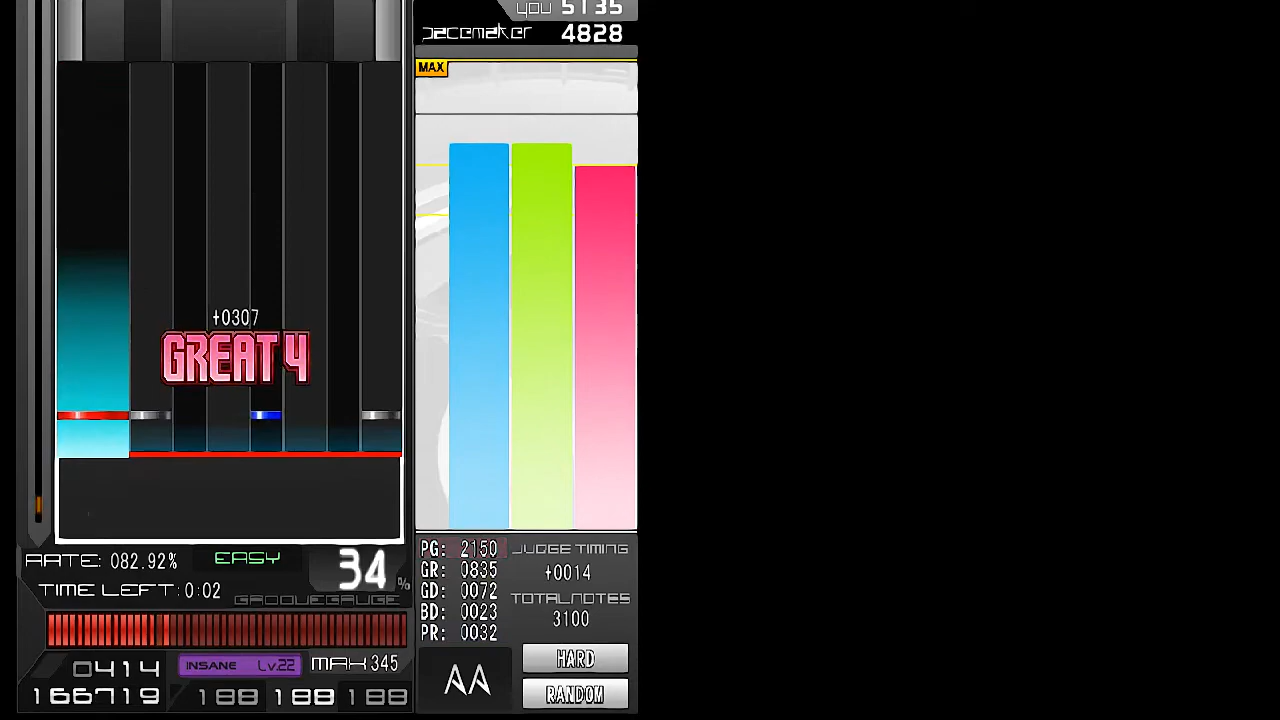 you 5135
pacemaker 4828
MAX
+0307
GREAT 4
RATE: 082.92%
EASY
34 %
TIME LEFT: 0:02
GROOVEGAUGE
0414
INSANE Lv.22
MAX 345
166719
188 188 188
PG: 2150
GR: 0835
GD: 0072
BD: 0023
PR: 0032
JUDGE TIMING
+0014
TOTALNOTES
3100
AA
HARD
RANDOM